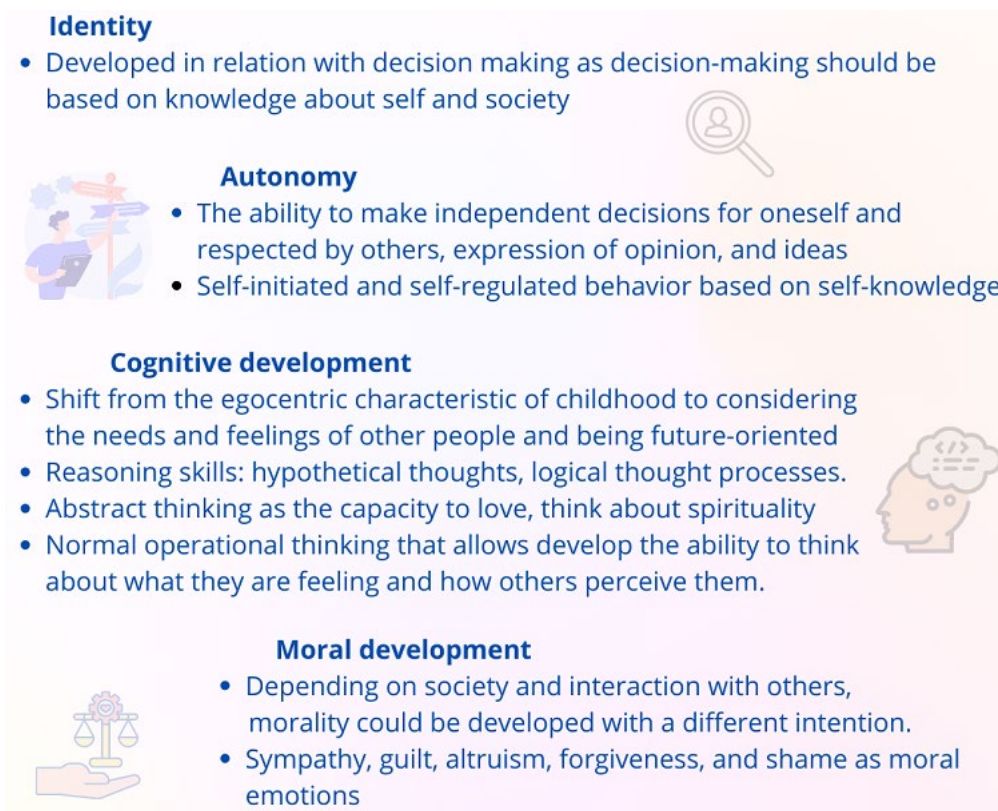 Identity
• Developed in relation with decision making as decision-making should be
based on knowledge about self and society
Autonomy
• The ability to make independent decisions for oneself and
respected by others, expression of opinion, and ideas
• Self-initiated and self-regulated behavior based on self-knowledge
Cognitive development
• Shift from the egocentric characteristic of childhood to considering
the needs and feelings of other people and being future-oriented
• Reasoning skills: hypothetical thoughts, logical thought processes.
• Abstract thinking as the capacity to love, think about spirituality
• Normal operational thinking that allows develop the ability to think
about what they are feeling and how others perceive them.
Moral development
• Depending on society and interaction with others,
morality could be developed with a different intention.
• Sympathy, guilt, altruism, forgiveness, and shame as moral
emotions